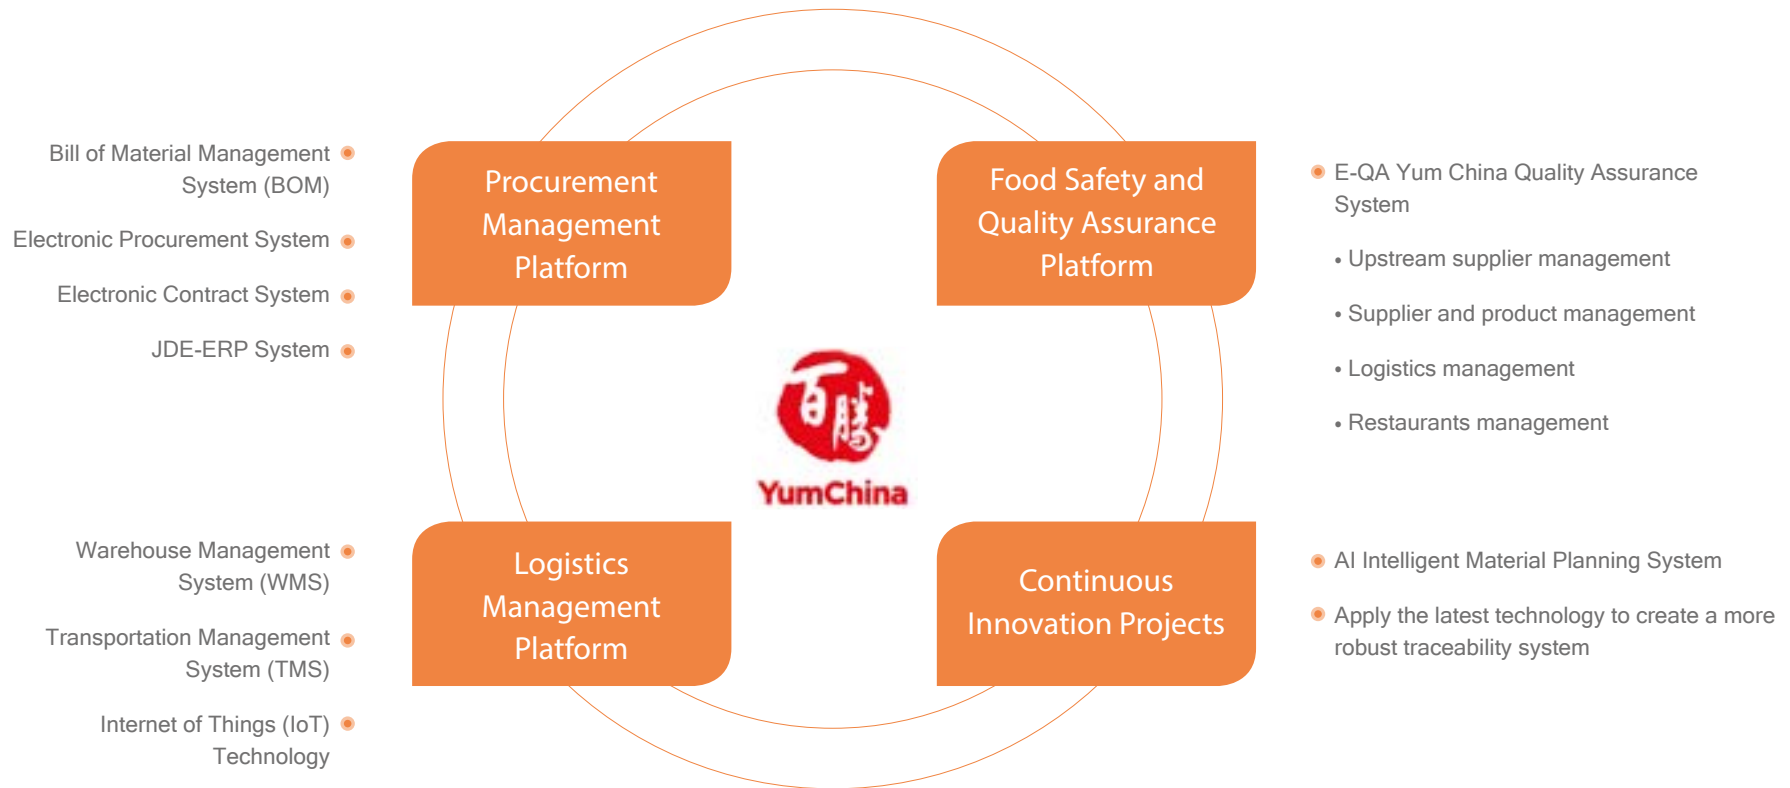 Bill of Material Management
System (BOM)
Electronic Procurement System
Electronic Contract System
JDE-ERP System
Procurement
Management
Platform
Food Safety and
Quality Assurance
Platform
E-QA Yum China Quality Assurance
System
• Upstream supplier management
• Supplier and product management
• Logistics management
• Restaurants management
百勝
YumChina
Warehouse Management
System (WMS)
Transportation Management
System (TMS)
Internet of Things (IoT)
Technology
Logistics
Management
Platform
Continuous
Innovation Projects
AI Intelligent Material Planning System
Apply the latest technology to create a more
robust traceability system